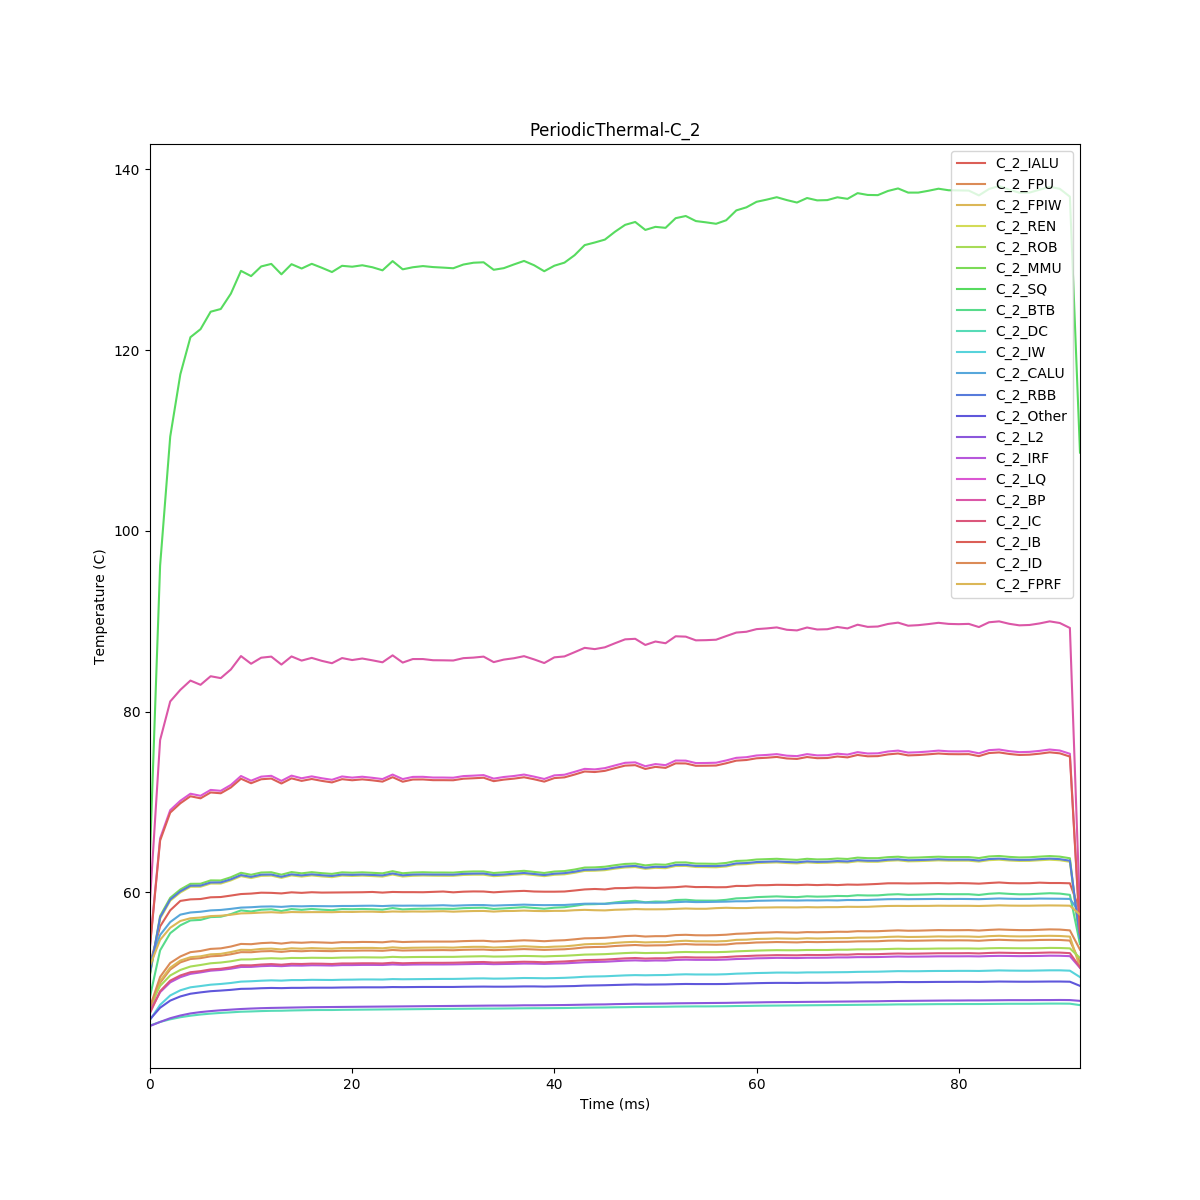 PeriodicThermal-C_2
140
120
100
80
60
Temperature (C)
0
20
40
60
80
Time (ms)
C_2_IALU
C_2_FPU
C_2_FPIW
C_2_REN
C_2_ROB
C_2_MMU
C_2_SQ
C_2_BTB
C_2_DC
C_2_IW
C_2_CALU
C_2_RBB
C_2_Other
C_2_L2
C_2_IRF
C_2_LQ
C_2_BP
C_2_IC
C_2_IB
C_2_ID
C_2_FPRF